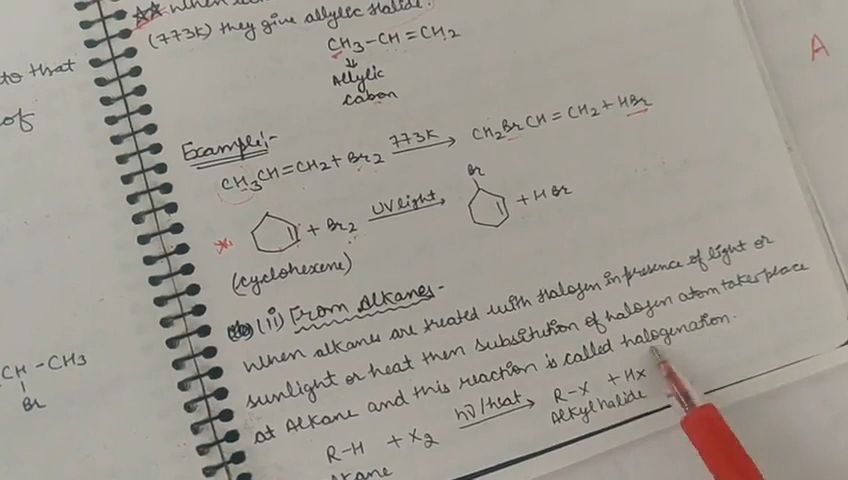 to that
of
CH-CH3
Br
(773K) they give allylic Halide.
CH3-CH=CH2
Allylic
cabon
Example:-
CH3CH=CH2+Br2 773K CH2BrCH=CH2+HBr
+ Br2 UV light Br + HBr
(cyclohexene)
(ii) From Alkanes-
When alkanes are treated with Halogen in presence of light or
sunlight or heat then substitution of halogen atom takes place
at Alkane and this reaction is called halogenation.
R-H + X2 hν/heat R-X + HX
Alkyl halide
A